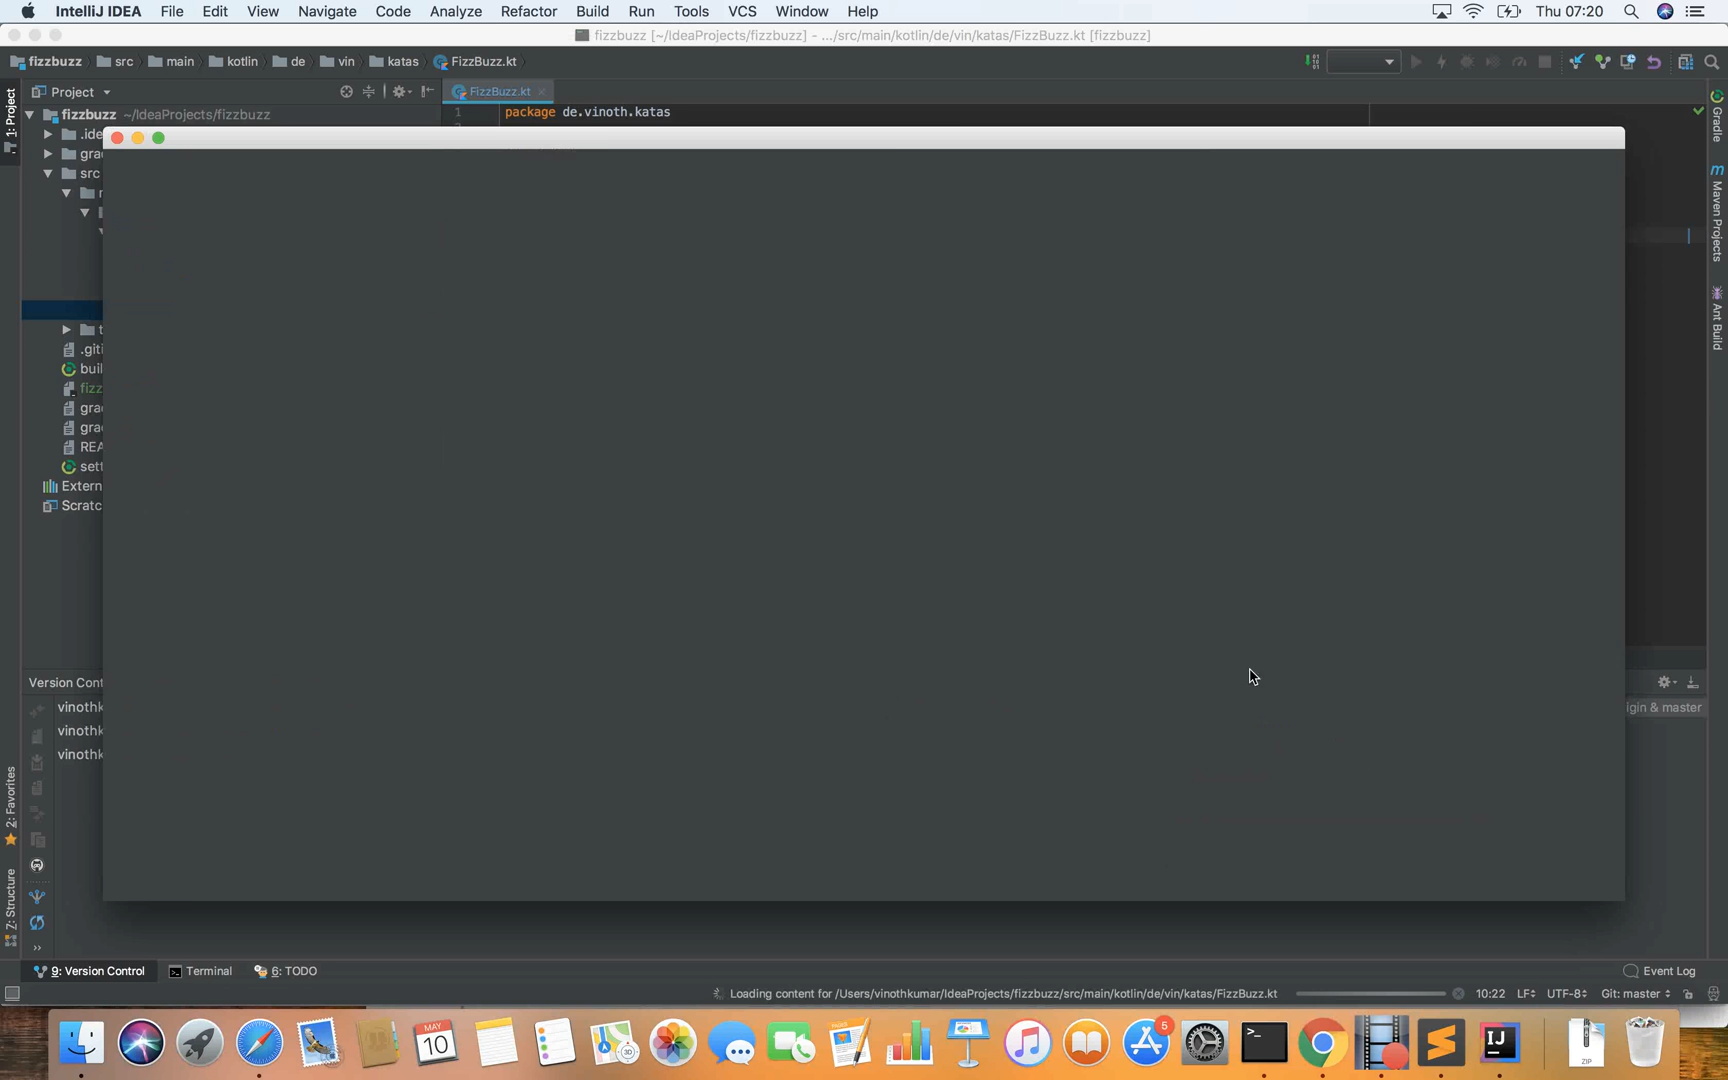 IntelliJ IDEA File Edit View Navigate Code Analyze Refactor Build Run Tools VCS Window Help Thu 07:20
fizzbuzz [~/IdeaProjects/fizzbuzz] - .../src/main/kotlin/de/vin/katas/FizzBuzz.kt [fizzbuzz]
fizzbuzz src main kotlin de vin katas FizzBuzz.kt
1: Project
Project
FizzBuzz.kt
fizzbuzz ~/IdeaProjects/fizzbuzz
1 package de.vinoth.katas
.ide
gra
src
.giti
buil
fizz
gra
gra
REA
sett
Extern
Scratc
Gradle
Maven Projects
Ant Build
Version Cont
vinothk
igin & master
vinothk
vinothk
2: Favorites
7: Structure
9: Version Control Terminal 6: TODO Event Log
Loading content for /Users/vinothkumar/IdeaProjects/fizzbuzz/src/main/kotlin/de/vin/katas/FizzBuzz.kt 10:22 LF UTF-8 Git: master
MAY
10
3D
5
>_
IJ
ZIP